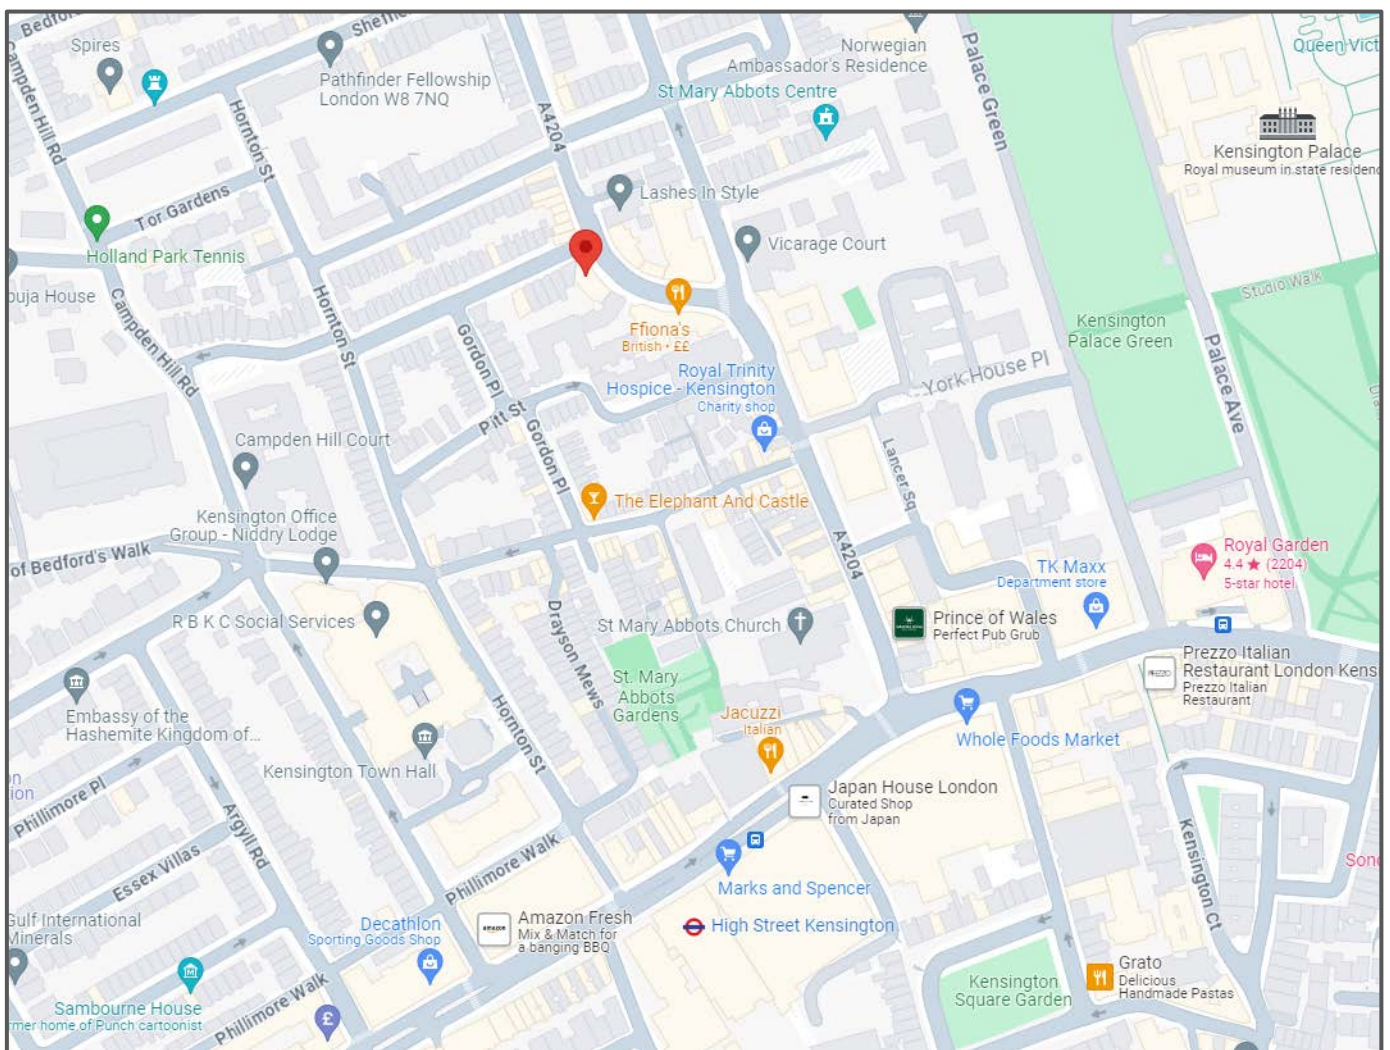 Bedfor
Sheffie
Spires
Pathfinder Fellowship
London W8 7NQ
Norwegian
Ambassador's Residence
St Mary Abbots Centre
Palace Green
Queen Vict
Kensington Palace
Royal museum in state residenc
ampden Hill Rd
Hornton St
A4204
Lashes In Style
Tor Gardens
Holland Park Tennis
Vicarage Court
Studio Walk
buja House
Campden Hill Rd
Hornton St
Gordon Pl
Ffiona's
British • ££
Kensington
Palace Green
Palace Ave
Royal Trinity
Hospice - Kensington
Charity shop
York House Pl
Pitt St
Gordon Pl
Campden Hill Court
Lancer Sq
The Elephant And Castle
Kensington Office
Group - Niddry Lodge
of Bedford's Walk
A4204
Royal Garden
4.4 ★ (2204)
5-star hotel
TK Maxx
Department store
R B K C Social Services
Drayson Mews
St Mary Abbots Church
Prince of Wales
Perfect Pub Grub
Prezzo Italian
Restaurant London Kens
Prezzo Italian
Restaurant
PREZZO
St. Mary
Abbots
Gardens
Embassy of the
Hashemite Kingdom of...
Hornton St
Jacuzzi
Italian
Whole Foods Market
Kensington Town Hall
on
ion
Phillimore Pl
Japan House London
Curated Shop
from Japan
Argyll Rd
Kensington Ct
Essex Villas
Phillimore Walk
Marks and Spencer
Son
Gulf International
Minerals
Decathlon
Sporting Goods Shop
amazon
Amazon Fresh
Mix & Match for
a banging BBQ
High Street Kensington
Kensington
Square Garden
Grato
Delicious
Handmade Pastas
Sambourne House
rmer home of Punch cartoonist
Phillimore Walk
£